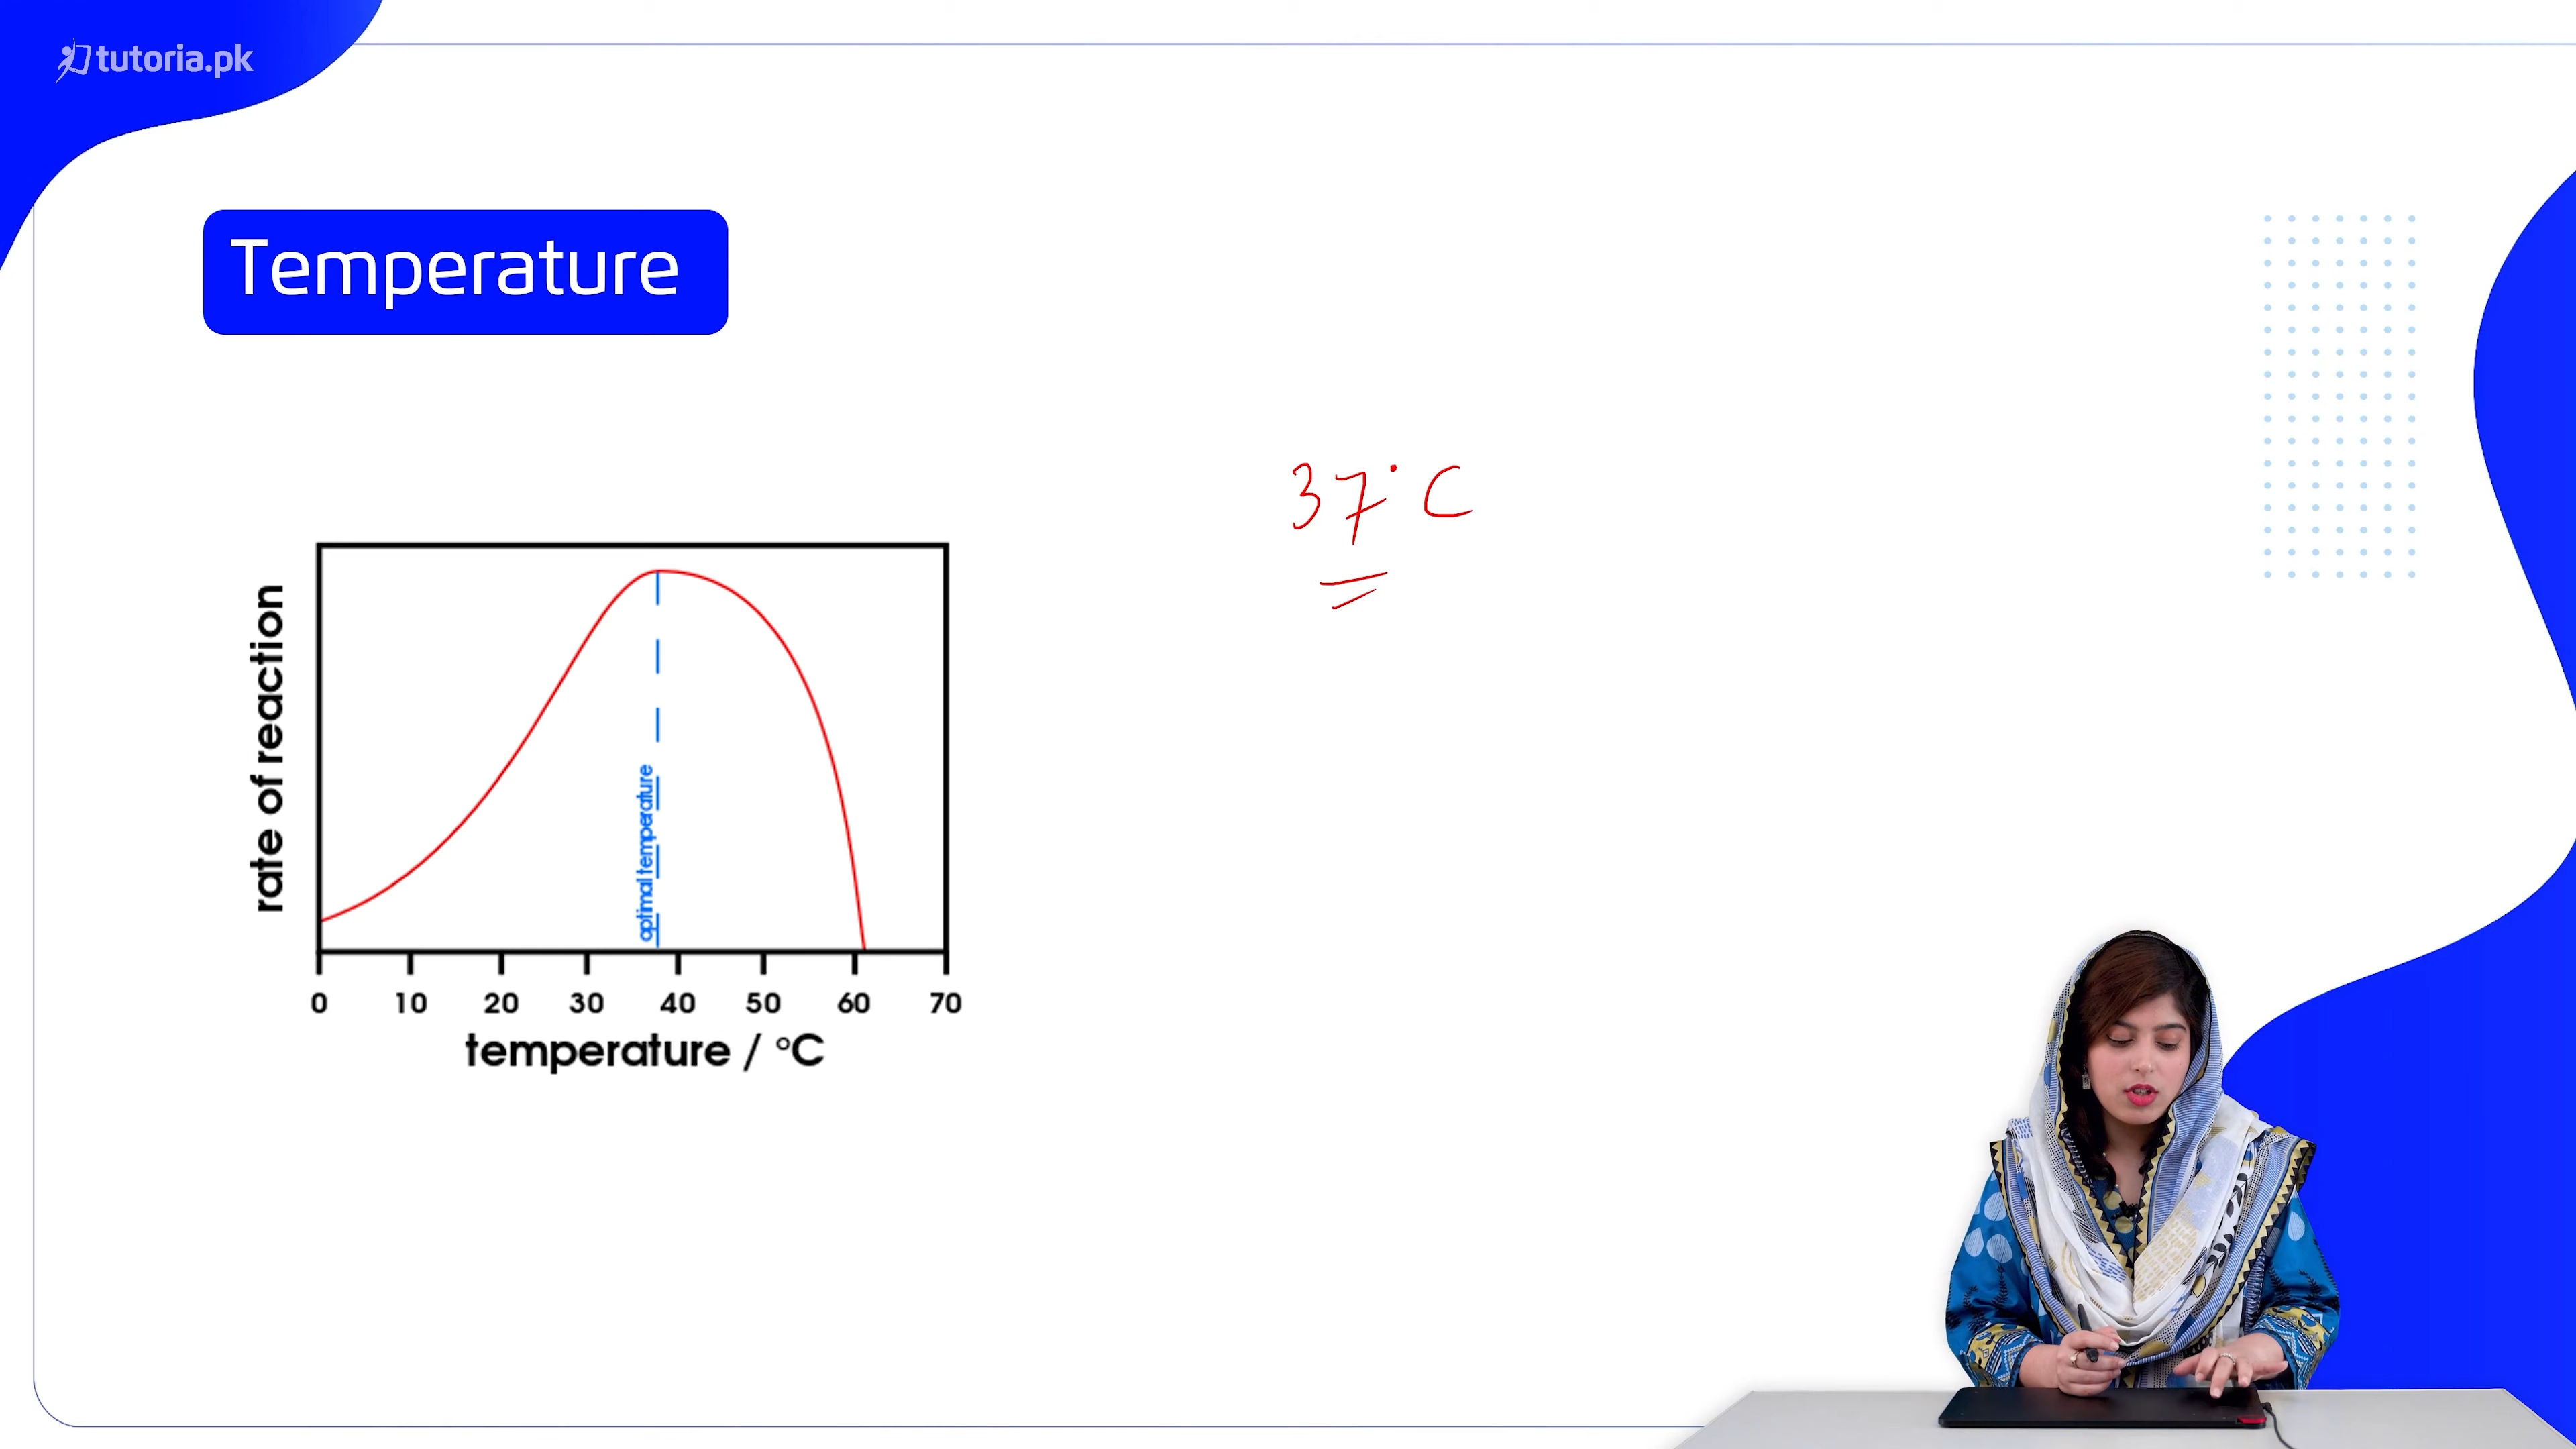 tutoria.pk
Temperature
37°C
rate of reaction
optimal temperature
0 10 20 30 40 50 60 70
temperature / °C